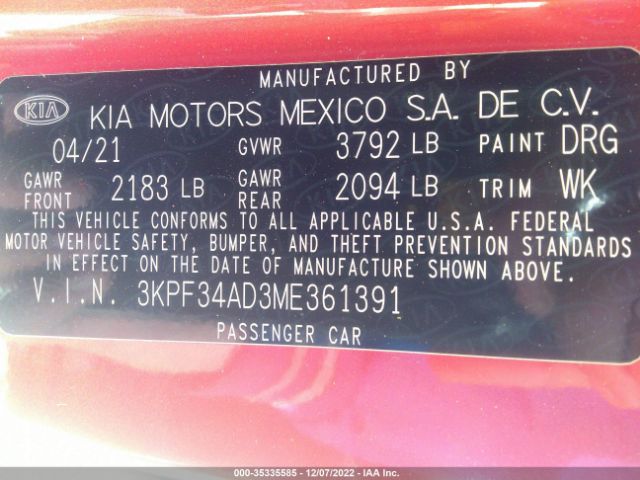 MANUFACTURED BY
KIA KIA MOTORS MEXICO S.A. DE C.V.
04/21 GVWR 3792 LB PAINT DRG
GAWR FRONT 2183 LB GAWR REAR 2094 LB TRIM WK
THIS VEHICLE CONFORMS TO ALL APPLICABLE U.S.A. FEDERAL
MOTOR VEHICLE SAFETY, BUMPER, AND THEFT PREVENTION STANDARDS
IN EFFECT ON THE DATE OF MANUFACTURE SHOWN ABOVE.
V.I.N. 3KPF34AD3ME361391
PASSENGER CAR
000-35335585 - 12/07/2022 - IAA Inc.